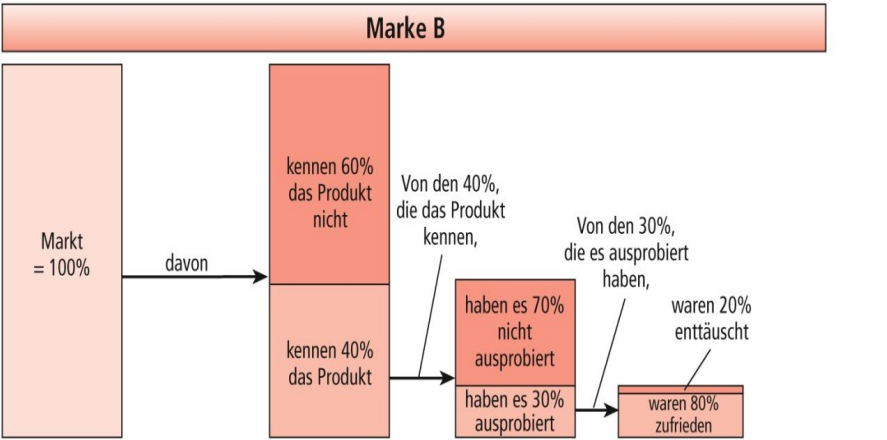 Marke B
Markt
= 100%
davon
kennen 60%
das Produkt
nicht
kennen 40%
das Produkt
Von den 40%,
die das Produkt
kennen,
haben es 70%
nicht
ausprobiert
haben es 30%
ausprobiert
Von den 30%,
die es ausprobiert
haben,
waren 20%
enttäuscht
waren 80%
zufrieden